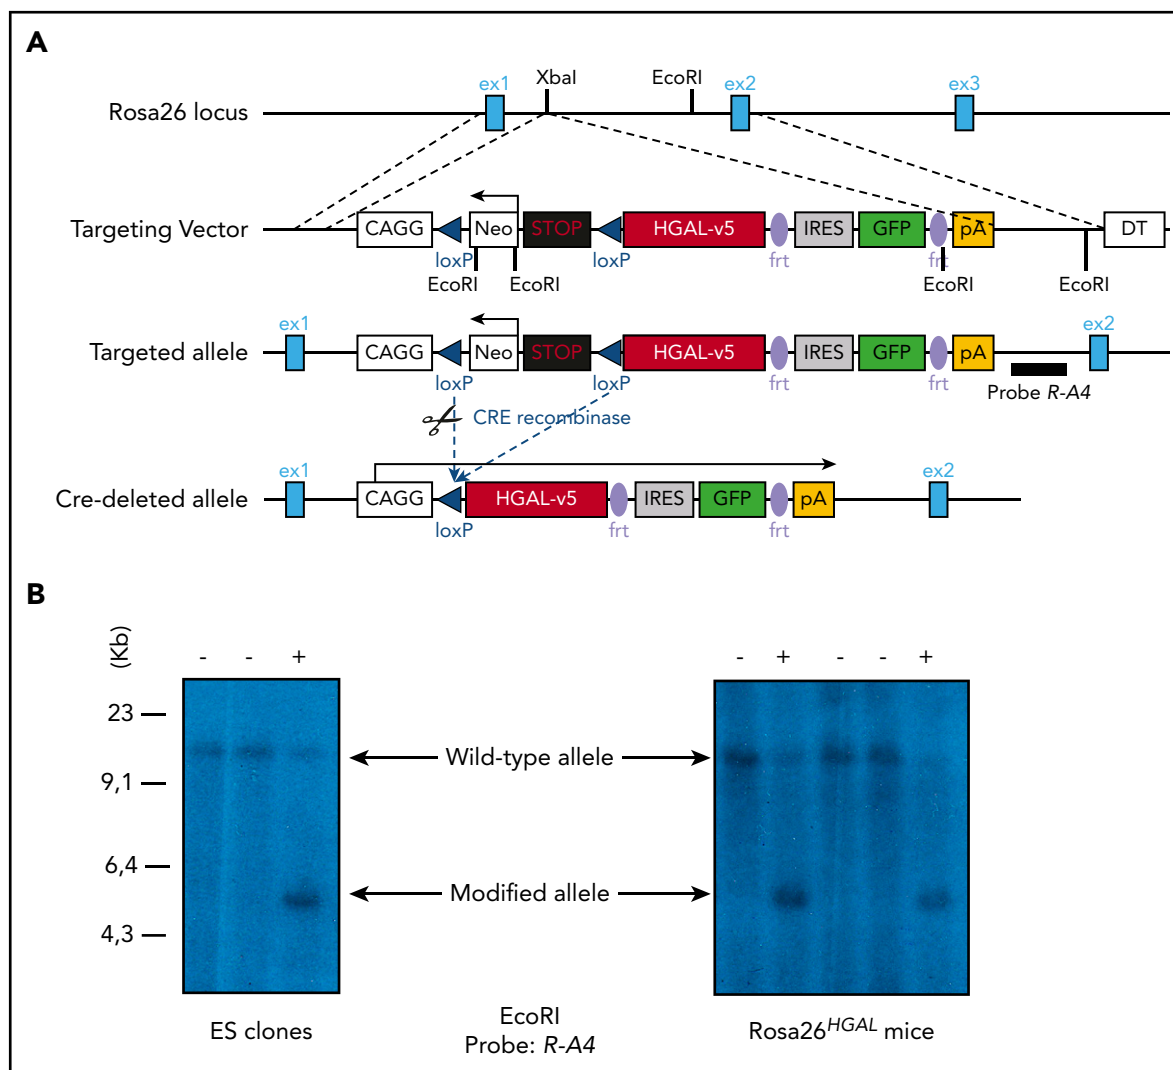 A
ex1
XbaI
EcoRI
ex2
ex3
Rosa26 locus
Targeting Vector
CAGG
Neo
STOP
HGAL-v5
IRES
GFP
pA
DT
loxP
loxP
frt
frt
EcoRI
EcoRI
EcoRI
EcoRI
ex1
ex2
Targeted allele
CAGG
Neo
STOP
HGAL-v5
IRES
GFP
pA
loxP
loxP
frt
frt
Probe R-A4
CRE recombinase
ex1
ex2
Cre-deleted allele
CAGG
HGAL-v5
IRES
GFP
pA
loxP
frt
frt
B
(Kb)
- - +
- + - - +
23
Wild-type allele
9,1
6,4
Modified allele
4,3
ES clones
EcoRI
Probe: R-A4
Rosa26HGAL mice